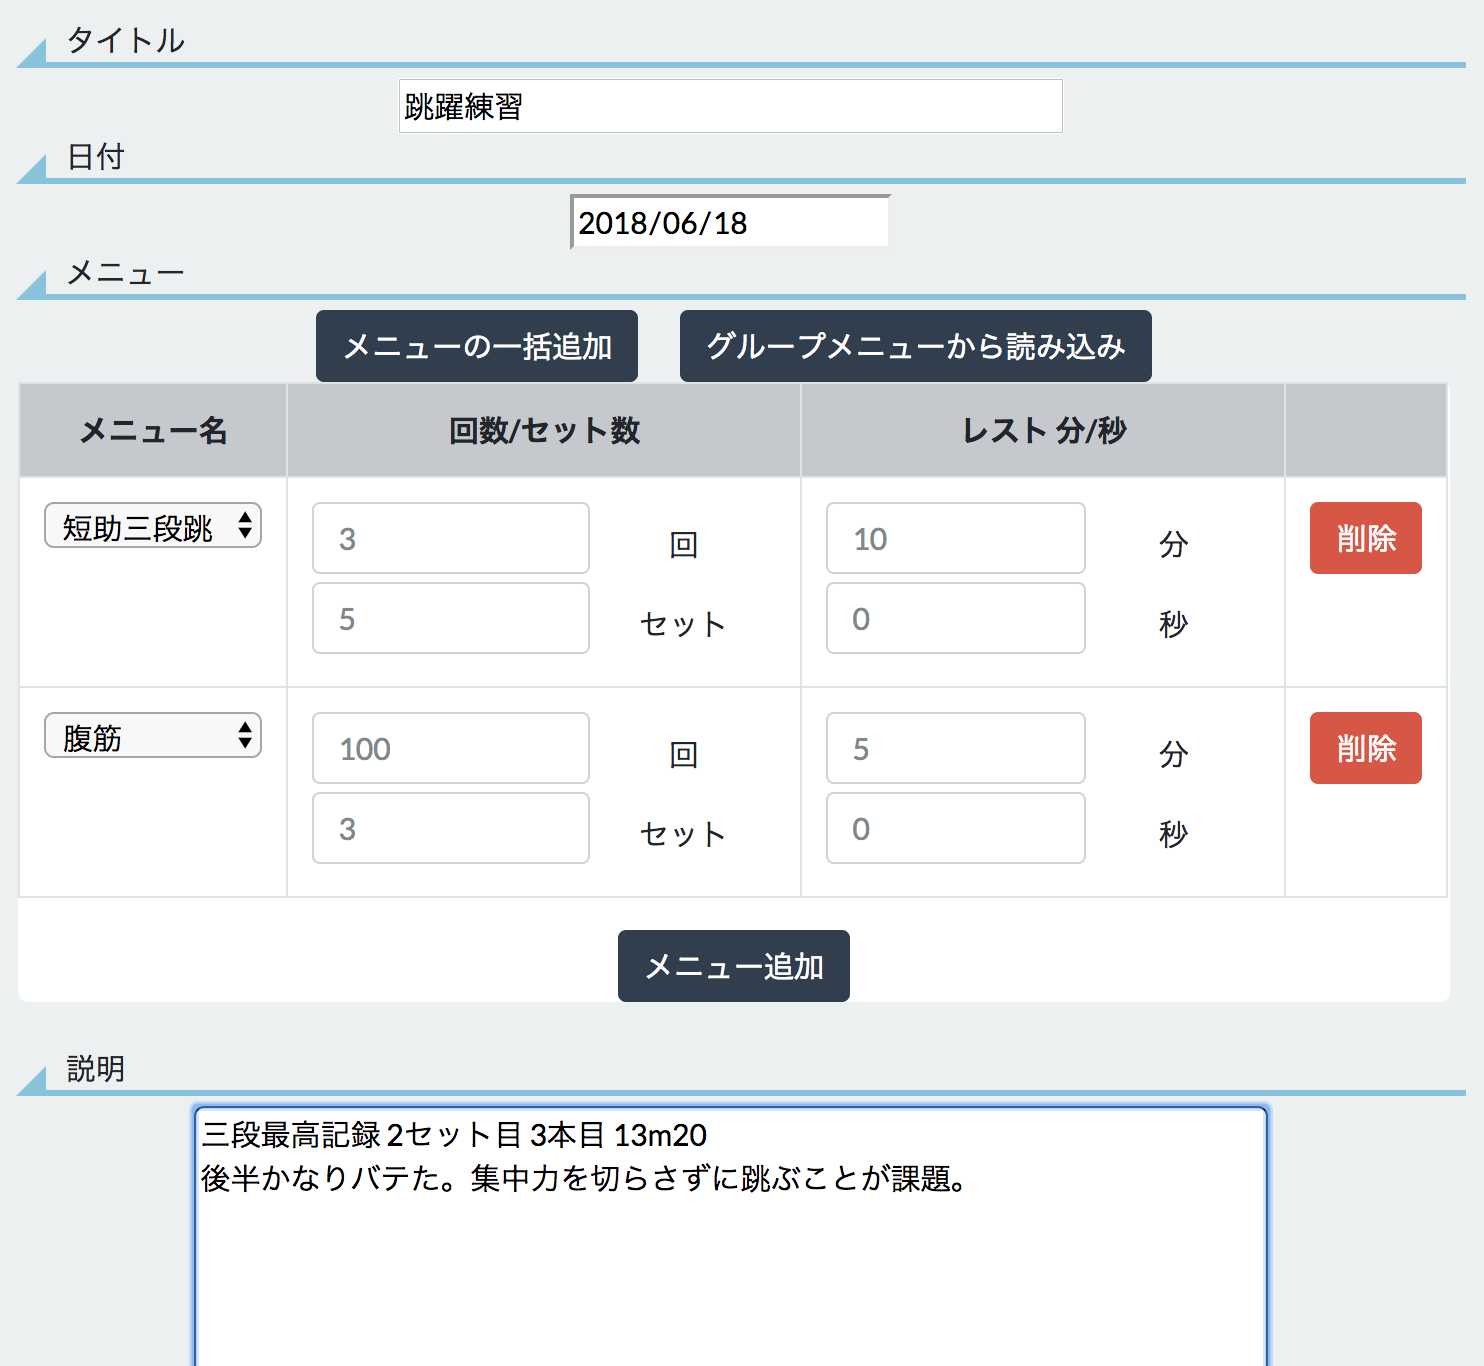 タイトル
跳躍練習
日付
2018/06/18
メニュー
メニューの一括追加 グループメニューから読み込み
メニュー名 回数/セット数 レスト 分/秒
短助三段跳 3 回 10 分 削除
5 セット 0 秒
腹筋 100 回 5 分 削除
3 セット 0 秒
メニュー追加
説明
三段最高記録 2セット目 3本目 13m20
後半かなりバテた。集中力を切らさずに跳ぶことが課題。